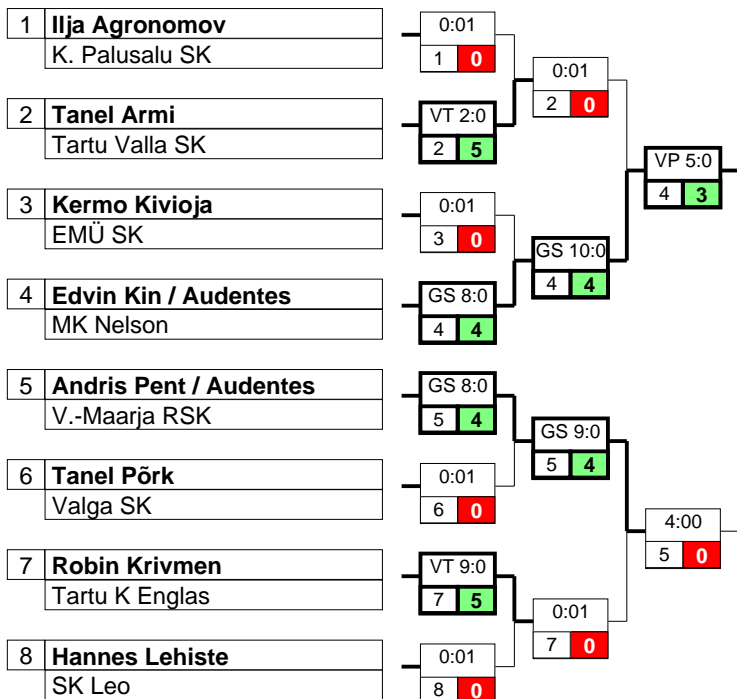 1 Ilja Agronomov
K. Palusalu SK
0:01
1 0
0:01
2 0
2 Tanel Armi
Tartu Valla SK
VT 2:0
2 5
VP 5:0
4 3
3 Kermo Kivioja
EMÜ SK
0:01
3 0
GS 10:0
4 4
4 Edvin Kin / Audentes
MK Nelson
GS 8:0
4 4
5 Andris Pent / Audentes
V.-Maarja RSK
GS 8:0
5 4
GS 9:0
5 4
6 Tanel Põrk
Valga SK
0:01
6 0
4:00
5 0
7 Robin Krivmen
Tartu K Englas
VT 9:0
7 5
0:01
7 0
8 Hannes Lehiste
SK Leo
0:01
8 0